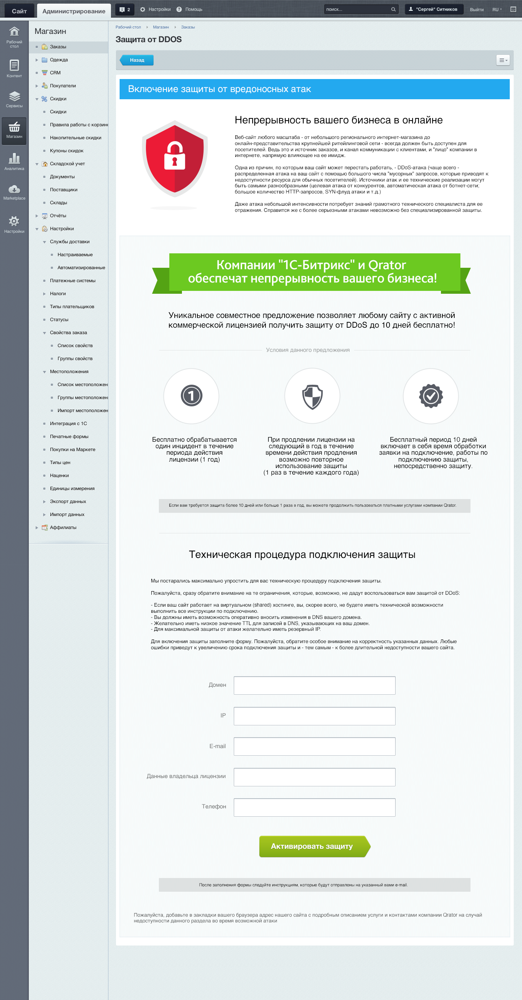 Сайт
Администрирование
2
Настройки
Помощь
поиск...
"Сергей" Ситников
Выйти
RU
Рабочий
стол
Контент
Сервисы
Магазин
Аналитика
Marketplace
Настройки
Магазин
Заказы
Одежда
CRM
Покупатели
Скидки
Скидки
Правила работы с корзино
Накопительные скидки
Купоны скидок
Складской учет
Документы
Поставщики
Склады
Отчёты
Настройки
Службы доставки
Настраиваемые
Автоматизированные
Платежные системы
Налоги
Типы плательщиков
Статусы
Свойства заказа
Список свойств
Группы свойств
Местоположения
Список местоположен
Группы местоположен
Импорт местоположен
Интеграция с 1С
Печатные формы
Покупки на Маркете
Типы цен
Наценки
Единицы измерения
Экспорт данных
Импорт данных
Аффилиаты
Рабочий стол
Магазин
Заказы
Защита от DDOS
Назад
Включение защиты от вредоносных атак
Непрерывность вашего бизнеса в онлайне
Веб-сайт любого масштаба - от небольшого регионального интернет-магазина до
онлайн-представительства крупнейшей ритейлинговой сети - всегда должен быть доступен для
посетителей. Ведь это и источник заказов, и канал коммуникации с клиентами, и "лицо" компании в
интернете, напрямую влияющее на ее имидж.
Одна из причин, по которым ваш сайт может перестать работать, - DDoS-атака (чаще всего -
распределенная атака на ваш сайт с помощью большого числа "мусорных" запросов, которые приводят к
недоступности ресурса для обычных посетителей). Источники атак и ее технические реализации могут
быть самыми разнообразными (целевая атака от конкурентов, автоматическая атака от ботнет-сети;
большое количество HTTP-запросов, SYN-флуд атаки и т.д.)
Даже атака небольшой интенсивности потребует знаний грамотного технического специалиста для ее
отражения. Справится же с более серьезными атаками невозможно без специализированной защиты.
Компании "1С-Битрикс" и Qrator
обеспечат непрерывность вашего бизнеса!
Уникальное совместное предложение позволяет любому сайту с активной
коммерческой лицензией получить защиту от DDoS до 10 дней бесплатно!
Условия данного предложения
1
Бесплатно обрабатывается
один инцидент в течение
периода действия
лицензии (1 год)
При продлении лицензии на
следующий в год в течение
времени действия продления
возможно повторное
использование защиты
(1 раз в течение каждого года)
Бесплатный период 10 дней
включает в себя время обработки
заявки на подключение, работы по
подключению защиты,
непосредственно защиту.
Если вам требуется защита более 10 дней или больше 1 раза в год, вы можете продолжить пользоваться платными услугами компании Qrator.
Техническая процедура подключения защиты
Мы постарались максимально упростить для вас техническую процедуру подключения защиты.
Пожалуйста, сразу обратите внимание на те ограничения, которые, возможно, не дадут воспользоваться вам защитой от DDoS:
- Если ваш сайт работает на виртуальном (shared) хостинге, вы, скорее всего, не будете иметь технической возможности
выполнить все инструкции по подключению.
- Вы должны иметь возможность оперативно вносить изменения в DNS вашего домена.
- Желательно иметь низкое значение TTL для записей в DNS, указывающих на ваш домен.
- Для максимальной защиты от атаки желательно иметь резервный IP.
Для включения защиты заполните форму. Пожалуйста, обратите особое внимание на корректность указанных данных. Любые
ошибки приведут к увеличению срока подключения защиты и - тем самым - к более длительной недоступности вашего сайта.
Домен
IP
E-mail
Данные владельца лицензии
Телефон
Активировать защиту
После заполнения формы следуйте инструкциям, которые будут отправлены на указанный вами e-mail.
Пожалуйста, добавьте в закладки вашего браузера адрес нашего сайта с подробным описанием услуги и контактами компании Qrator на случай
недоступности данного раздела во время возможной атаки